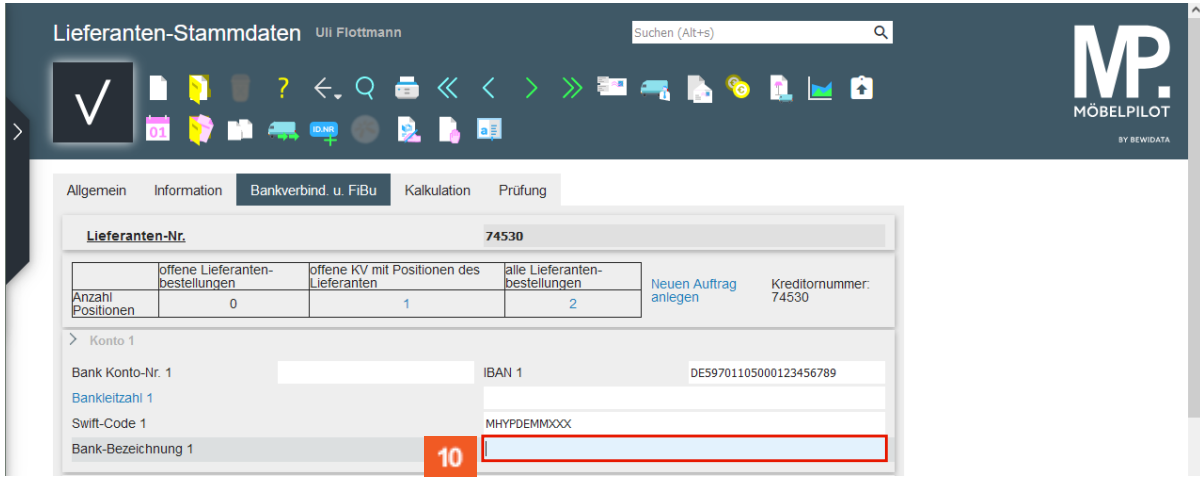 Lieferanten-Stammdaten Uli Flottmann
Suchen (Alt+s)
MP.
MÖBELPILOT
BY BEWIDATA
?
01
ID.NR
a
Allgemein Information Bankverbind. u. FiBu Kalkulation Prüfung
Lieferanten-Nr. 74530
offene Lieferanten-
bestellungen
offene KV mit Positionen des
Lieferanten
alle Lieferanten-
bestellungen
Anzahl
Positionen
0 1 2
Neuen Auftrag
anlegen
Kreditornummer:
74530
Konto 1
Bank Konto-Nr. 1 IBAN 1 DE59701105000123456789
Bankleitzahl 1
Swift-Code 1 MHYPDEMMXXX
Bank-Bezeichnung 1 10